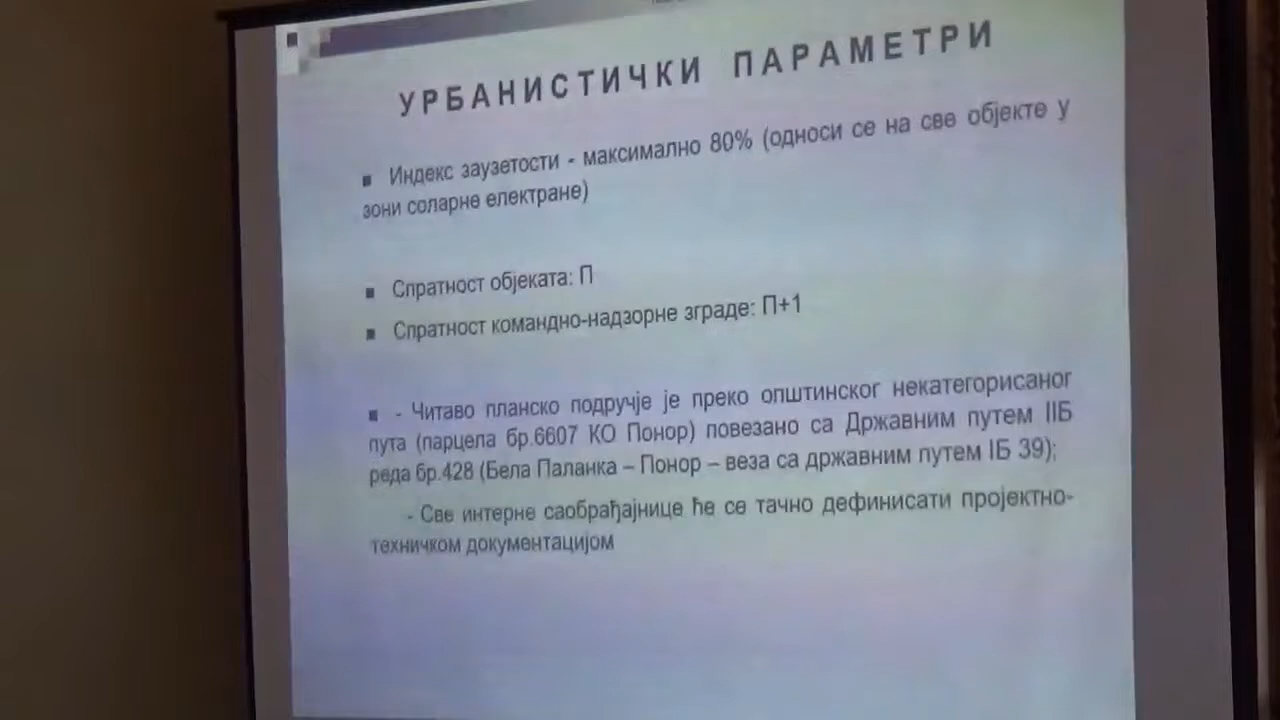 УРБАНИСТИЧКИ ПАРАМЕТРИ
■ Индекс заузетости - максимално 80% (односи се на све објекте у
зони соларне електране)
■ Спратност објеката: П
■ Спратност командно-надзорне зграде: П+1
■ - Читаво планско подручје је преко општинског некатегорисаног
пута (парцела бр.6607 КО Понор) повезано са Државним путем IIБ
реда бр.428 (Бела Паланка – Понор – веза са државним путем IБ 39);
- Све интерне саобраћајнице ће се тачно дефинисати пројектно-
техничком документацијом